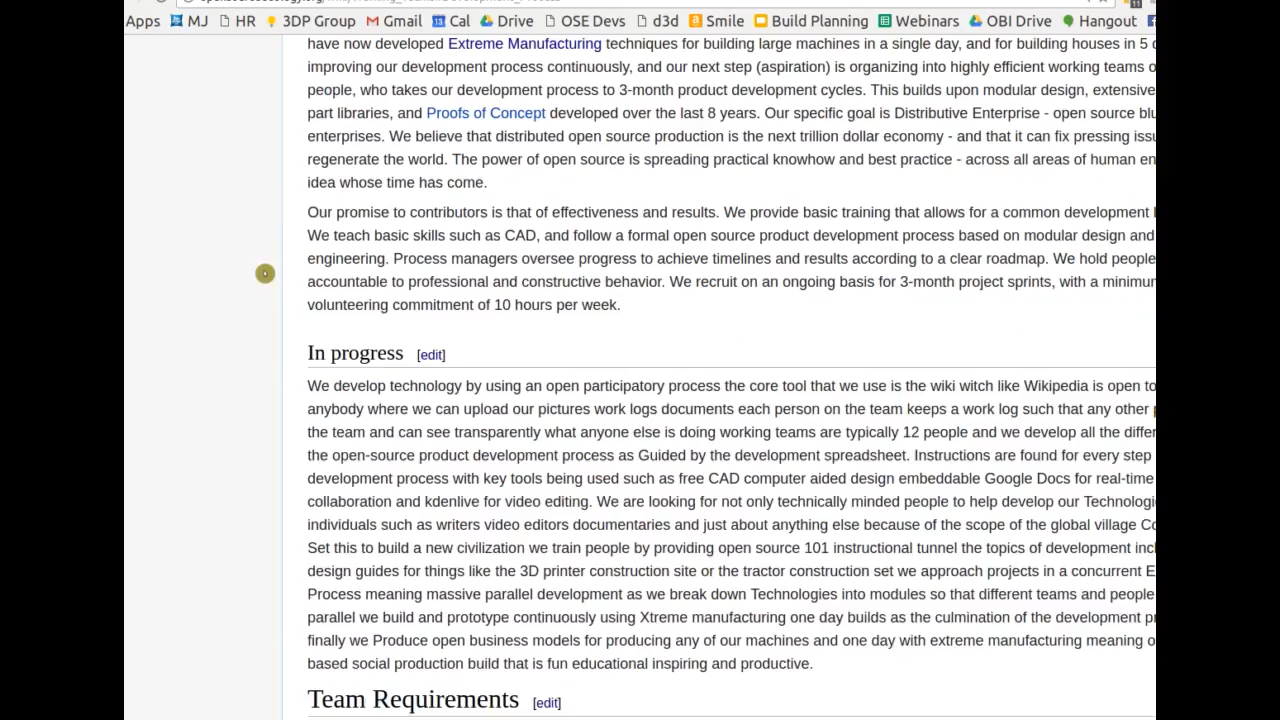 Apps MJ HR 3DP Group Gmail Cal Drive OSE Devs d3d Smile Build Planning Webinars OBI Drive Hangout
have now developed Extreme Manufacturing techniques for building large machines in a single day, and for building houses in 5
improving our development process continuously, and our next step (aspiration) is organizing into highly efficient working teams
people, who takes our development process to 3-month product development cycles. This builds upon modular design, extensive
part libraries, and Proofs of Concept developed over the last 8 years. Our specific goal is Distributive Enterprise - open source
enterprises. We believe that distributed open source production is the next trillion dollar economy - and that it can fix pressing
regenerate the world. The power of open source is spreading practical knowhow and best practice - across all areas of human
idea whose time has come.
Our promise to contributors is that of effectiveness and results. We provide basic training that allows for a common development
We teach basic skills such as CAD, and follow a formal open source product development process based on modular design and
engineering. Process managers oversee progress to achieve timelines and results according to a clear roadmap. We hold people
accountable to professional and constructive behavior. We recruit on an ongoing basis for 3-month project sprints, with a minimum
volunteering commitment of 10 hours per week.
In progress [edit]
We develop technology by using an open participatory process the core tool that we use is the wiki witch like Wikipedia is open to
anybody where we can upload our pictures work logs documents each person on the team keeps a work log such that any other
the team and can see transparently what anyone else is doing working teams are typically 12 people and we develop all the
the open-source product development process as Guided by the development spreadsheet. Instructions are found for every step
development process with key tools being used such as free CAD computer aided design embeddable Google Docs for real-time
collaboration and kdenlive for video editing. We are looking for not only technically minded people to help develop our
individuals such as writers video editors documentaries and just about anything else because of the scope of the global village
Set this to build a new civilization we train people by providing open source 101 instructional tunnel the topics of development
design guides for things like the 3D printer construction site or the tractor construction set we approach projects in a concurrent
Process meaning massive parallel development as we break down Technologies into modules so that different teams and people
parallel we build and prototype continuously using Xtreme manufacturing one day builds as the culmination of the development
finally we Produce open business models for producing any of our machines and one day with extreme manufacturing meaning
based social production build that is fun educational inspiring and productive.
Team Requirements [edit]